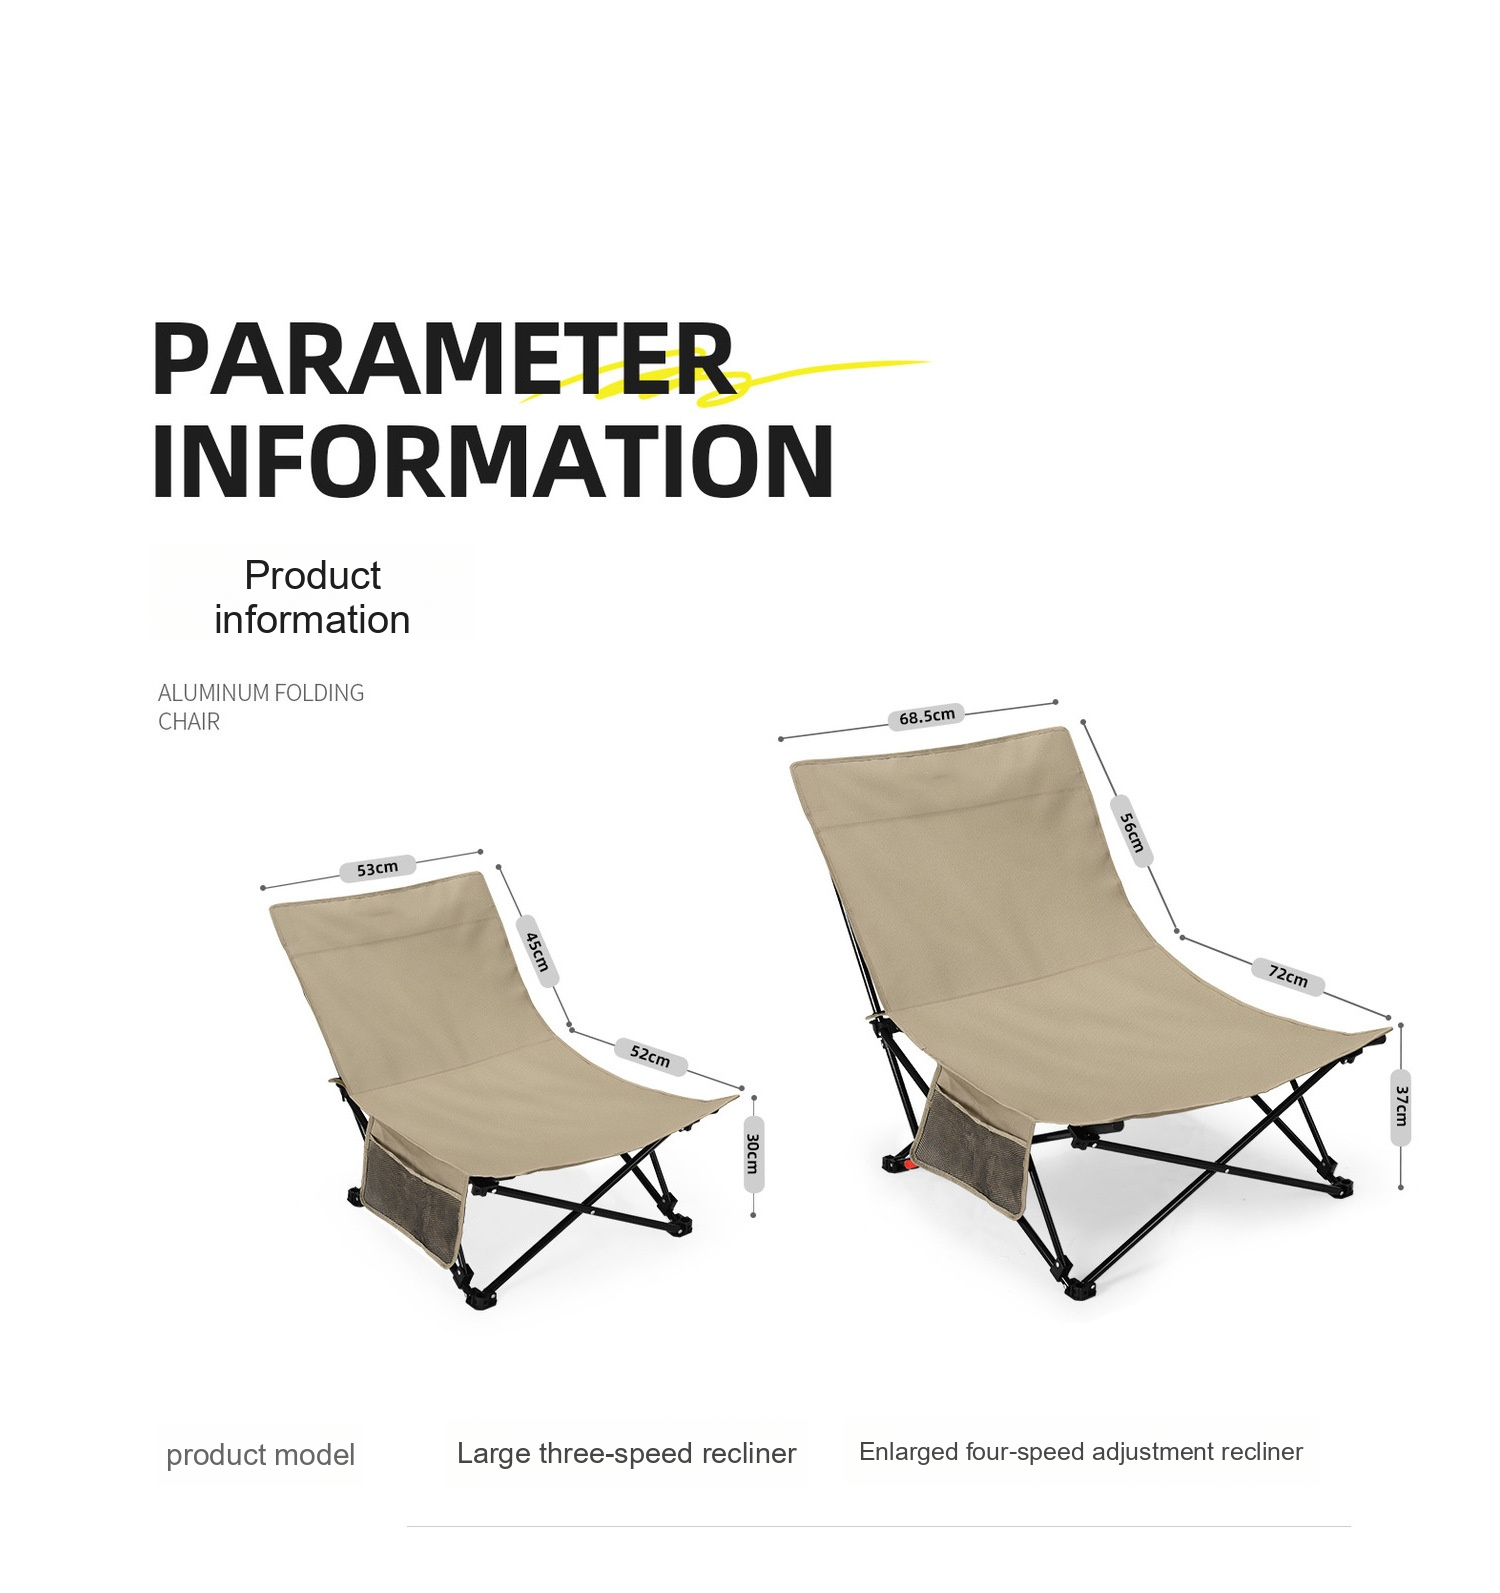 PARAMETER
INFORMATION
Product
information
ALUMINUM FOLDING
CHAIR
68.5cm
56cm
72cm
37cm
53cm
45cm
52cm
30cm
product model
Large three-speed recliner
Enlarged four-speed adjustment recliner